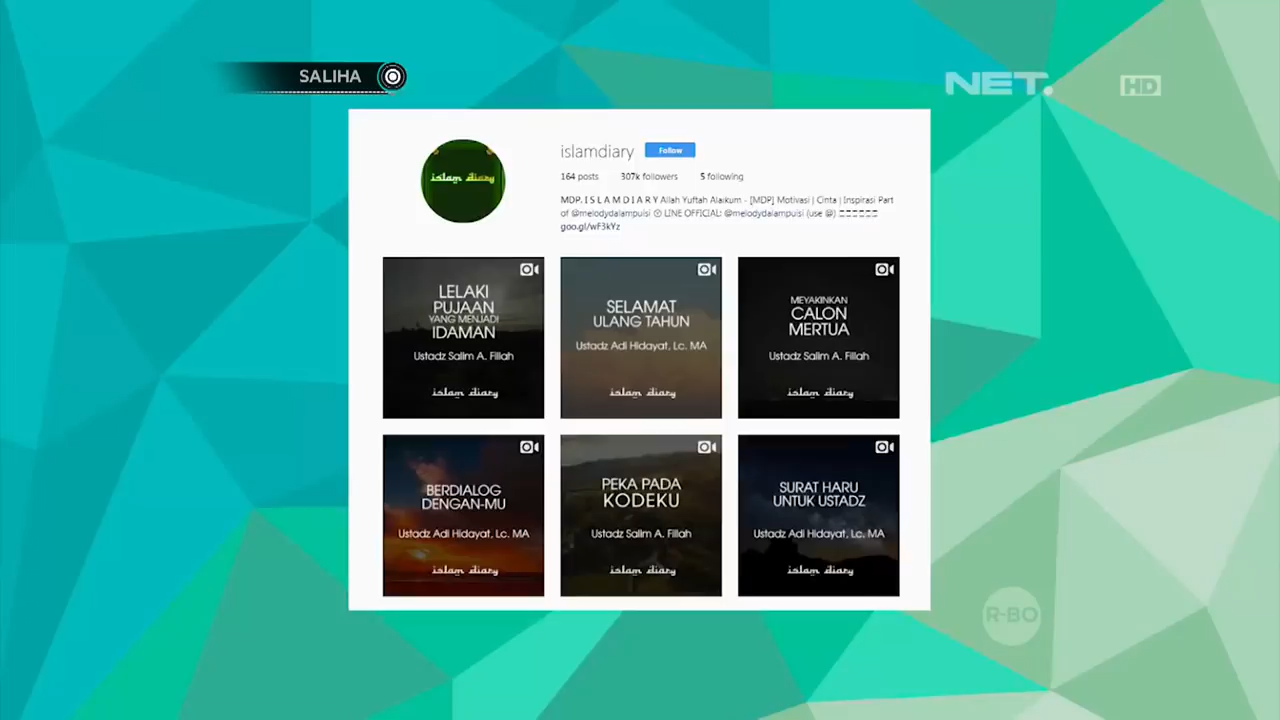 SALIHA
NET.
HD
islam diary
islamdiary
Follow
164 posts 307k followers 5 following
MDP. I S L A M D I A R Y Allah Yuftah Alaikum - [MDP] Motivasi | Cinta | Inspirasi Part
of @melodydalampuisi LINE OFFICIAL: @melodydalampuisi (use @)
goo.gl/wF3kYz
LELAKI
PUJAAN
YANG MENJADI
IDAMAN
Ustadz Salim A. Fillah
islam diary
SELAMAT
ULANG TAHUN
Ustadz Adi Hidayat, Lc. MA
islam diary
MEYAKINKAN
CALON
MERTUA
Ustadz Salim A. Fillah
islam diary
BERDIALOG
DENGAN-MU
Ustadz Adi Hidayat, Lc. MA
islam diary
PEKA PADA
KODEKU
Ustadz Salim A. Fillah
islam diary
SURAT HARU
UNTUK USTADZ
Ustadz Adi Hidayat, Lc. MA
islam diary
R-BO